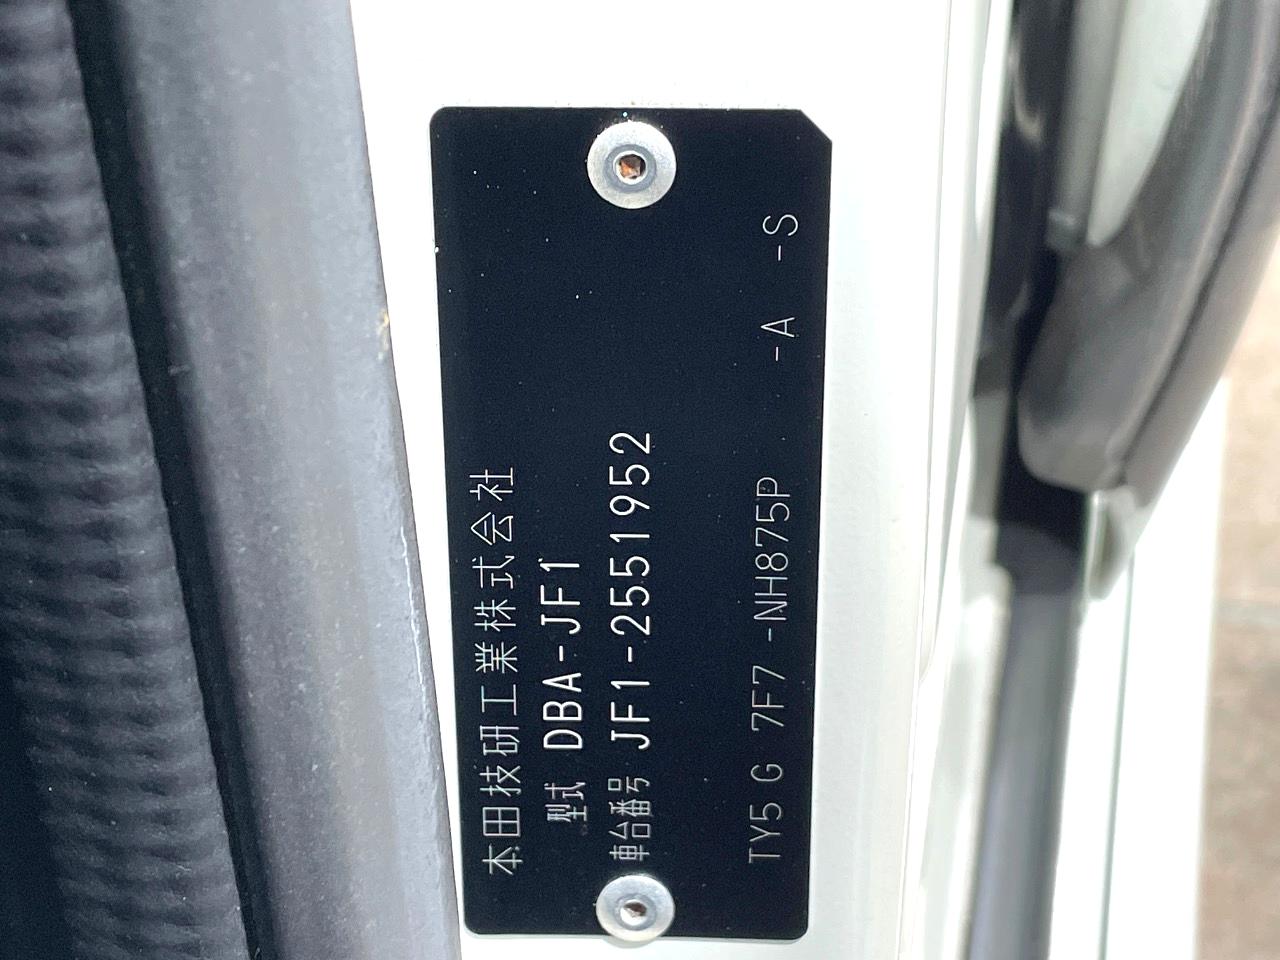 本田技研工業株式会社
型式 DBA-JF1
車台番号 JF1-2551952
TY5 G 7F7 -NH875P -A -S